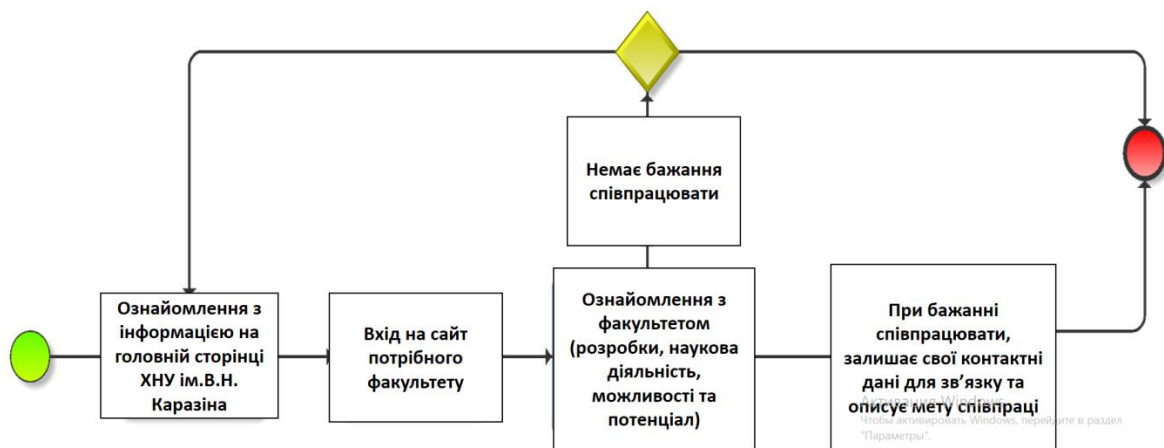 Немає бажання
співпрацювати
Ознайомлення з
інформацією на
головній сторінці
ХНУ ім.В.Н.
Каразіна
Вхід на сайт
потрібного
факультету
Ознайомлення з
факультетом
(розробки, наукова
діяльність,
можливості та
потенціал)
При бажанні
співпрацювати,
залишає свої контактні
дані для зв’язку та
описує мету співпраці
Активация Windows
Чтобы активировать Windows, перейдите в раздел
"Параметры".